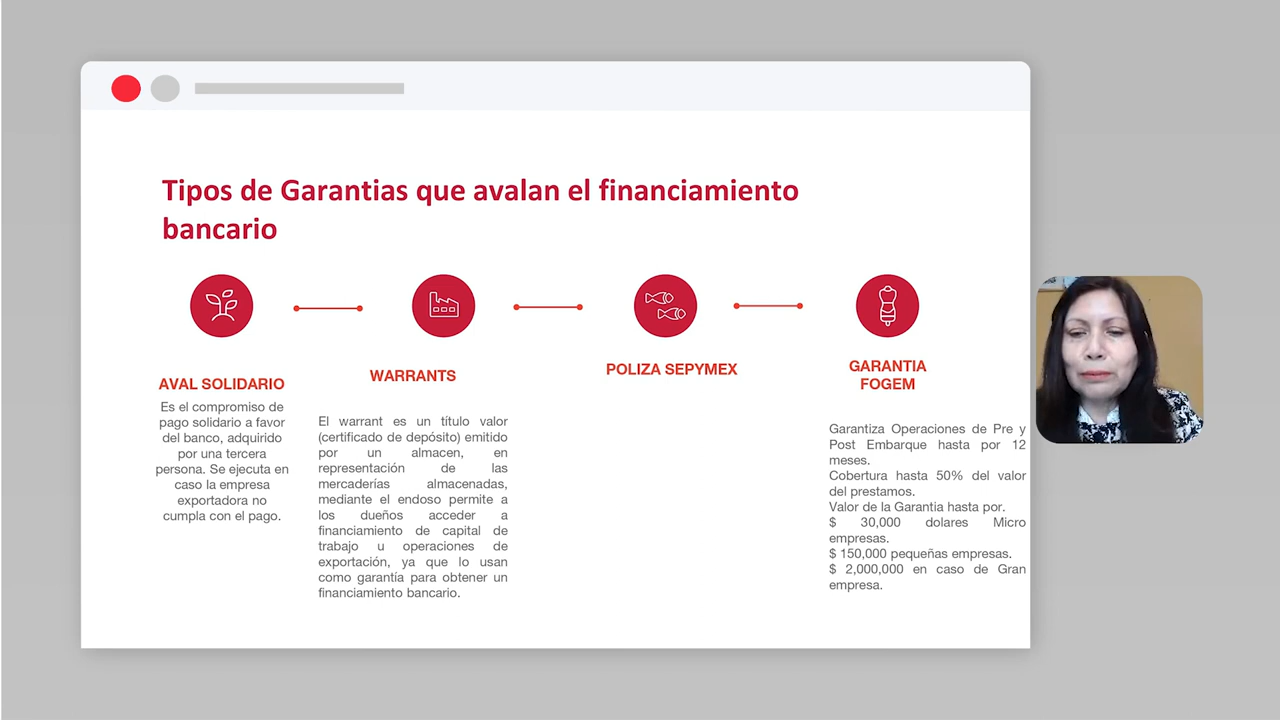 Tipos de Garantias que avalan el financiamiento
bancario
AVAL SOLIDARIO
Es el compromiso de
pago solidario a favor
del banco, adquirido
por una tercera
persona. Se ejecuta en
caso la empresa
exportadora no
cumpla con el pago.
WARRANTS
El warrant es un título valor
(certificado de depósito) emitido
por un almacen, en
representación de las
mercaderías almacenadas,
mediante el endoso permite a
los dueños acceder a
financiamiento de capital de
trabajo u operaciones de
exportación, ya que lo usan
como garantía para obtener un
financiamiento bancario.
POLIZA SEPYMEX
GARANTIA
FOGEM
Garantiza Operaciones de Pre y
Post Embarque hasta por 12
meses.
Cobertura hasta 50% del valor
del prestamos.
Valor de la Garantia hasta por.
$ 30,000 dolares Micro
empresas.
$ 150,000 pequeñas empresas.
$ 2,000,000 en caso de Gran
empresa.